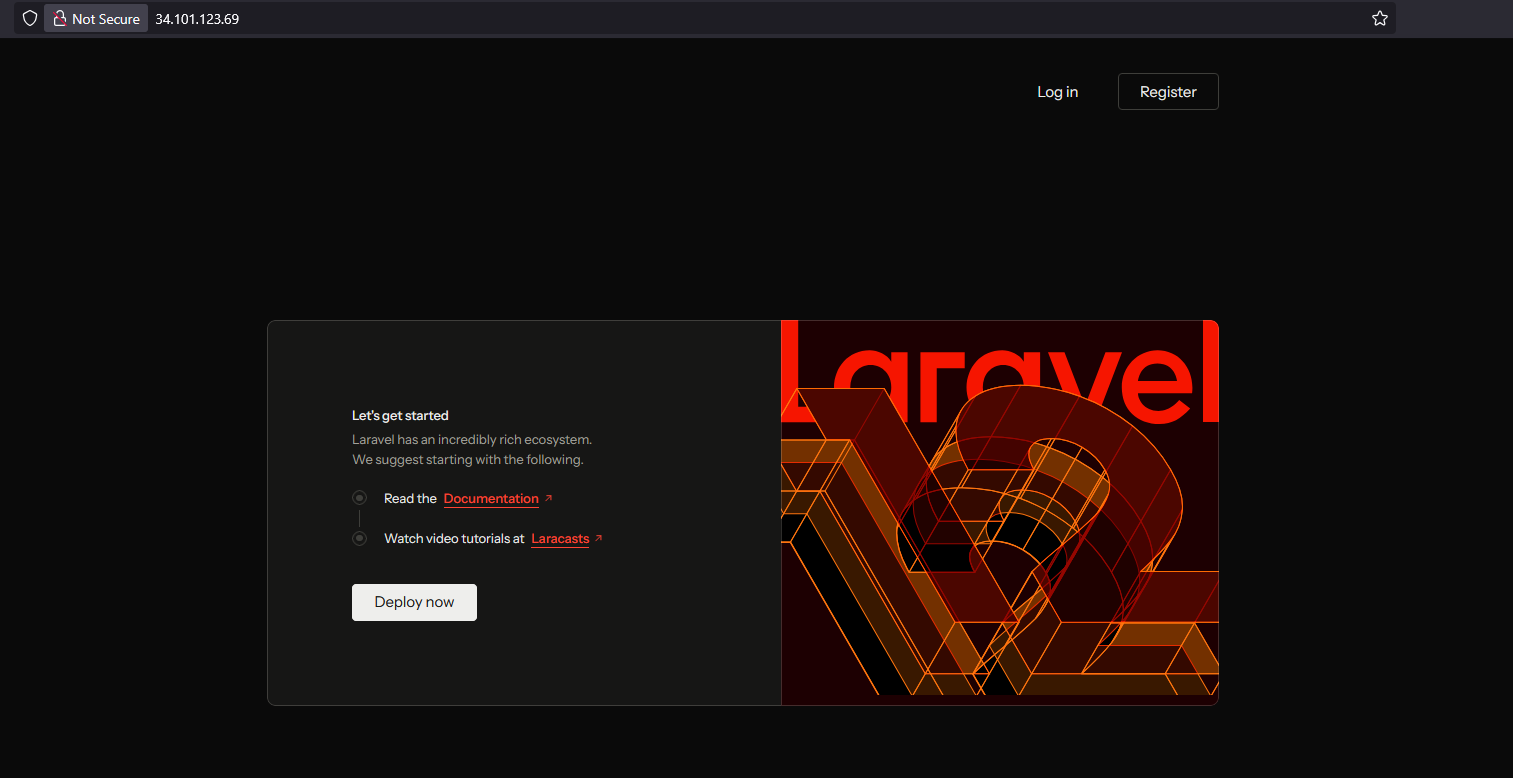 Not Secure 34.101.123.69
Log in Register
Laravel
Let's get started
Laravel has an incredibly rich ecosystem.
We suggest starting with the following.
Read the Documentation
Watch video tutorials at Laracasts
Deploy now